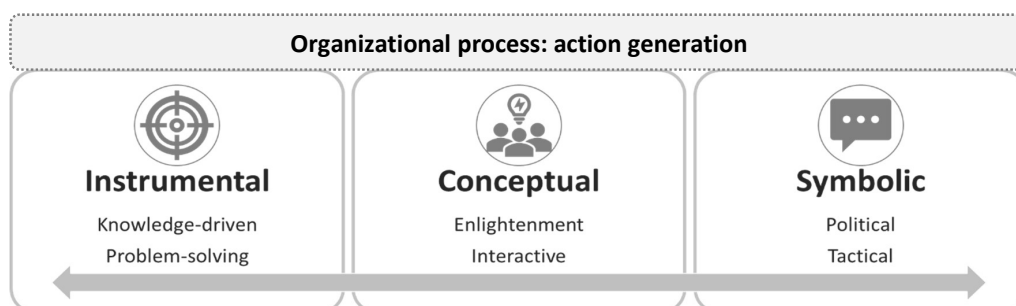 Organizational process: action generation
Instrumental
Knowledge-driven
Problem-solving
Conceptual
Enlightenment
Interactive
Symbolic
Political
Tactical